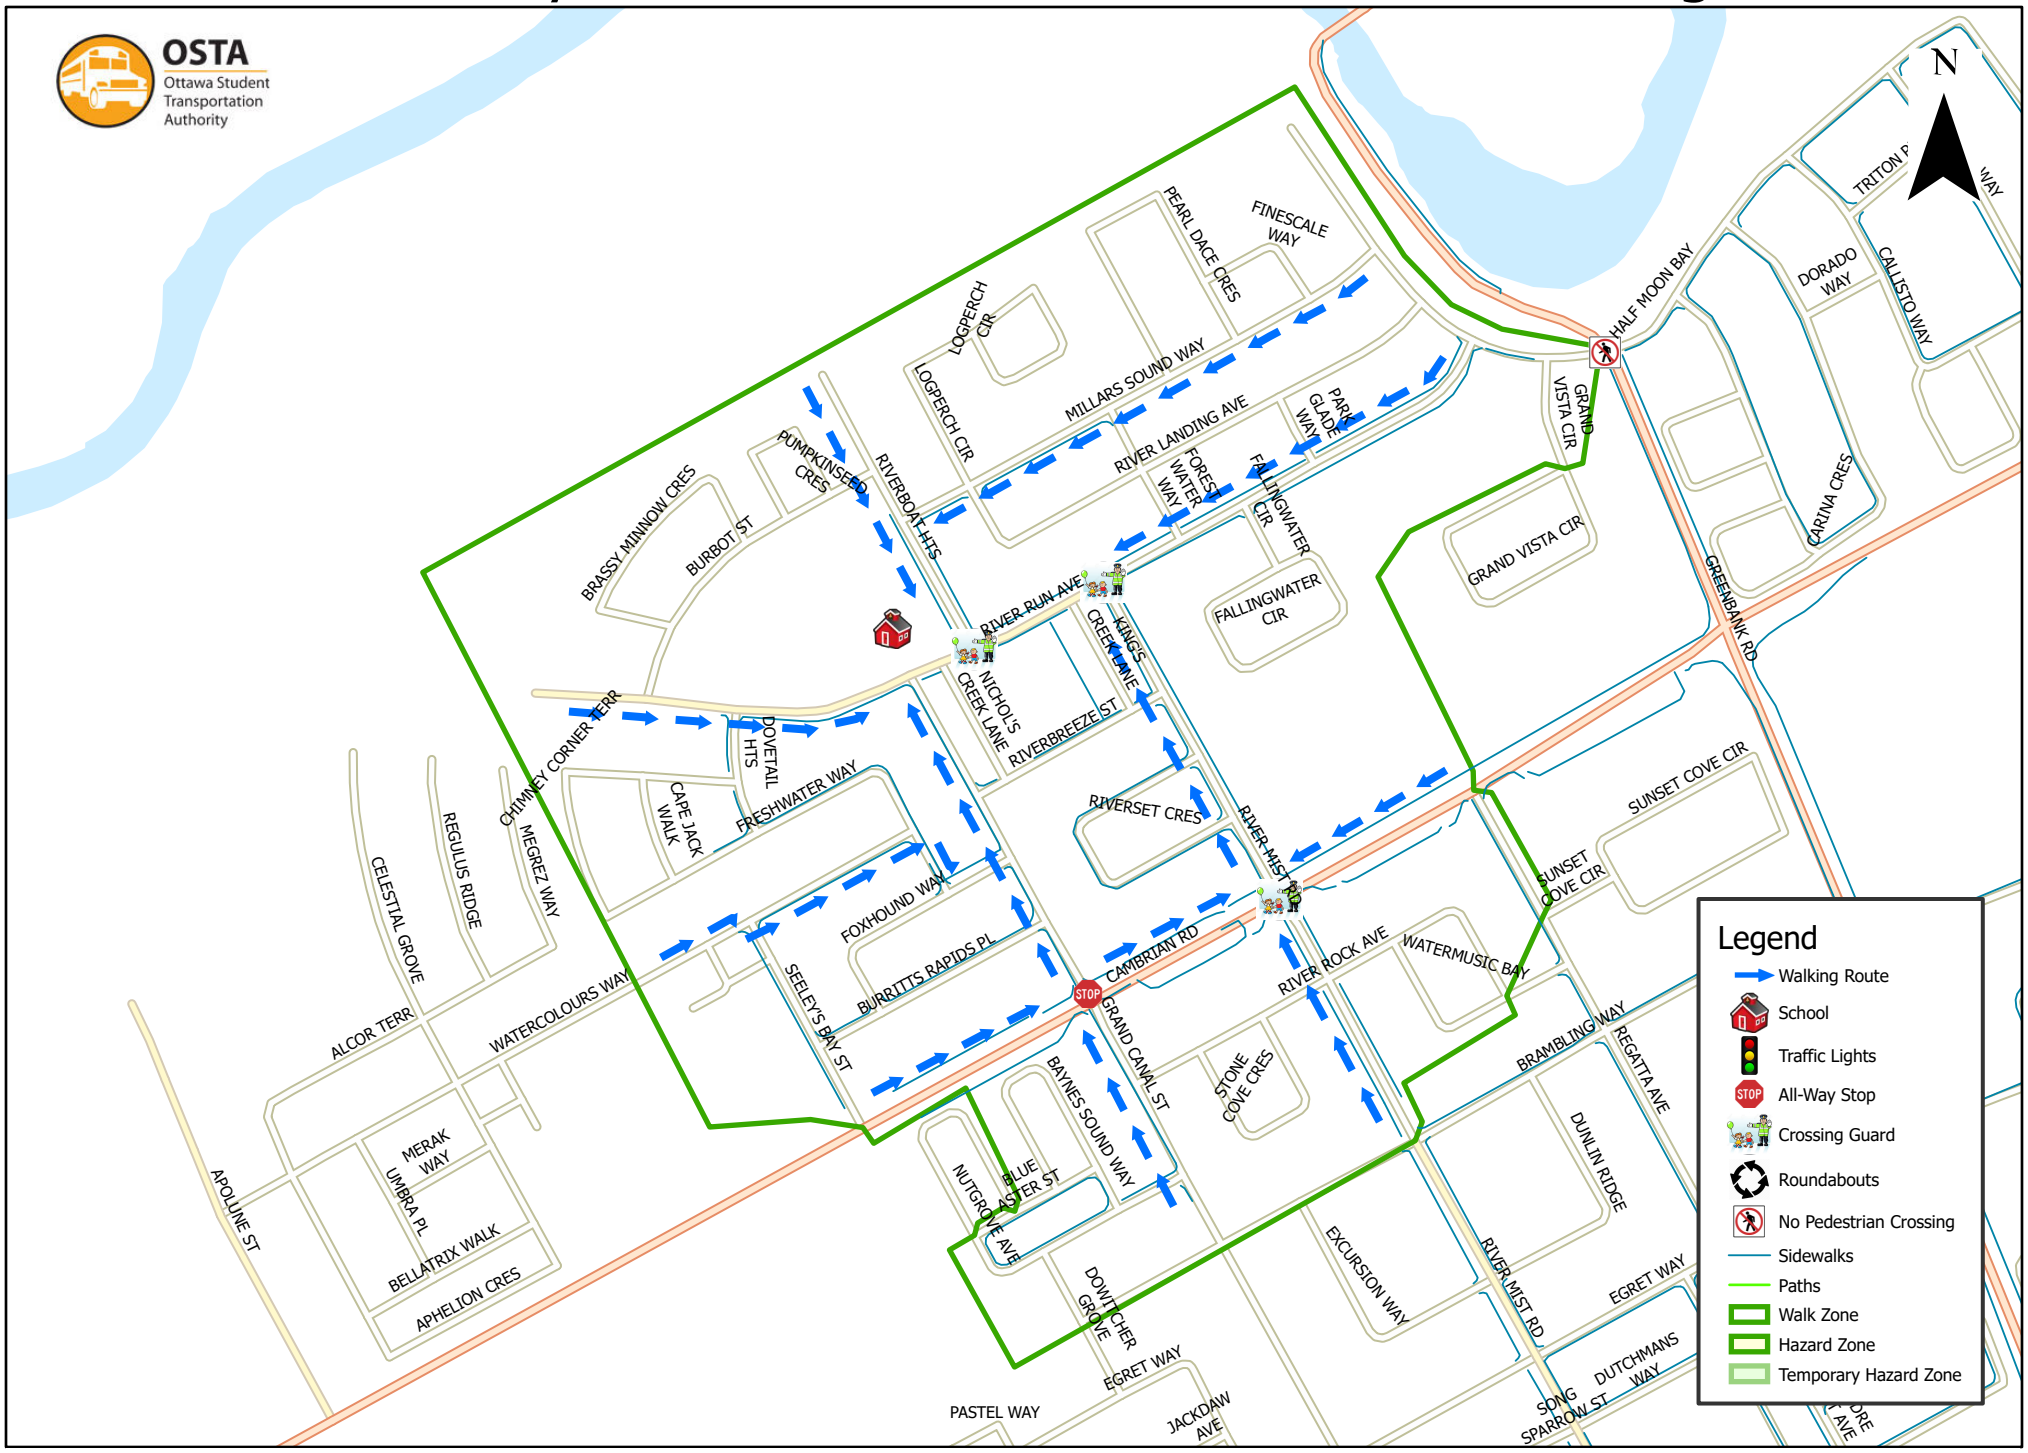 OSTA
Ottawa Student
Transportation
Authority
N
TRITON
WAY
PEARL DACE CRES
FINESCALE
WAY
HALF MOON BAY
DORADO
WAY
CALLISTO WAY
LOGPERCH
CIR
LOGPERCH CIR
MILLARS SOUND WAY
RIVER LANDING AVE
PARK
GLADE
WAY
GRAND
VISTA CIR
PUMPKINSEED
CRES
RIVERBOAT HTS
BRASSY MINNOW CRES
BURBOT ST
FOREST
WATER
WAY
FALLINGWATER
CIR
CARINA CRES
GRAND VISTA CIR
GREENBANK RD
RIVER RUN AVE
FALLINGWATER
CIR
KING'S
CREEK LANE
NICHOL'S
CREEK LANE
RIVERBREEZE ST
CHIMNEY CORNER TERR
DOVETAIL
HTS
CAPE JACK
WALK
FRESHWATER WAY
RIVERSET CRES
RIVER MIST RD
SUNSET COVE CIR
SUNSET
COVE CIR
CELESTIAL GROVE
REGULUS RIDGE
MEGREZ WAY
FOXHOUND WAY
BURRITTS RAPIDS PL
SEELEY'S BAY ST
CAMBRIAN RD
STOP
RIVER ROCK AVE
WATERMUSIC BAY
ALCOR TERR
WATERCOLOURS WAY
GRAND CANAL ST
BAYNES SOUND WAY
STONE
COVE CRES
BRAMBLING WAY
REGATTA AVE
MERAK
WAY
UMBRA PL
APOLUNE ST
BELLATRIX WALK
APHELION CRES
NUTGROVE AVE
BLUE
ASTER ST
DUNLIN RIDGE
DOWITCHER
GROVE
EXCURSION WAY
RIVER MIST RD
EGRET WAY
EGRET WAY
DUTCHMANS
WAY
SONG
SPARROW ST
PASTEL WAY
JACKDAW
AVE
Legend
Walking Route
School
Traffic Lights
STOP
All-Way Stop
Crossing Guard
Roundabouts
No Pedestrian Crossing
Sidewalks
Paths
Walk Zone
Hazard Zone
Temporary Hazard Zone